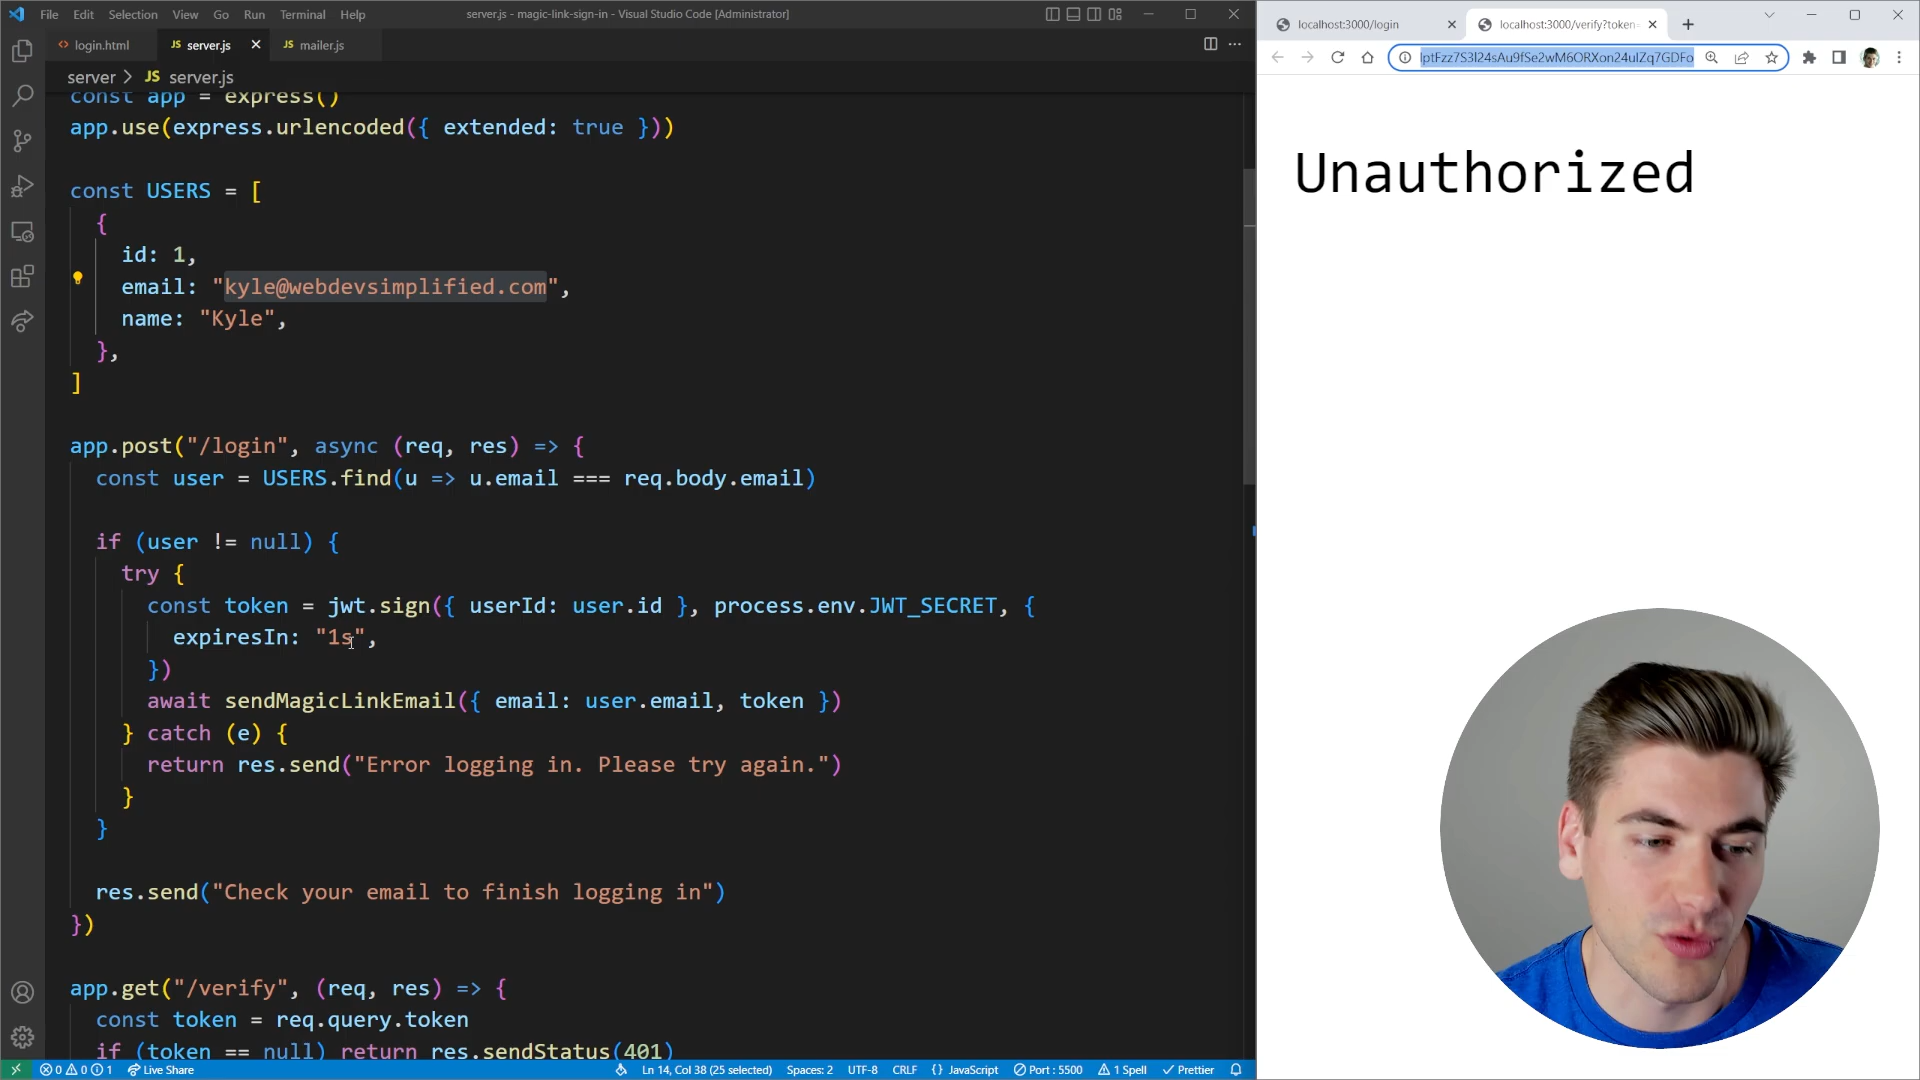 File Edit Selection View Go Run Terminal Help
server.js - magic-link-sign-in - Visual Studio Code [Administrator]
login.html
JS server.js
JS mailer.js
server > JS server.js
const app = express()
app.use(express.urlencoded({ extended: true }))
const USERS = [
{
id: 1,
email: "kyle@webdevsimplified.com",
name: "Kyle",
},
]
app.post("/login", async (req, res) => {
const user = USERS.find(u => u.email === req.body.email)
if (user != null) {
try {
const token = jwt.sign({ userId: user.id }, process.env.JWT_SECRET, {
expiresIn: "1s",
})
await sendMagicLinkEmail({ email: user.email, token })
} catch (e) {
return res.send("Error logging in. Please try again.")
}
}
res.send("Check your email to finish logging in")
})
app.get("/verify", (req, res) => {
const token = req.query.token
if (token == null) return res.sendStatus(401)
0 0 1 Live Share
Ln 14, Col 38 (25 selected) Spaces: 2 UTF-8 CRLF {} JavaScript Port : 5500 1 Spell Prettier
localhost:3000/login
localhost:3000/verify?token=
Unauthorized